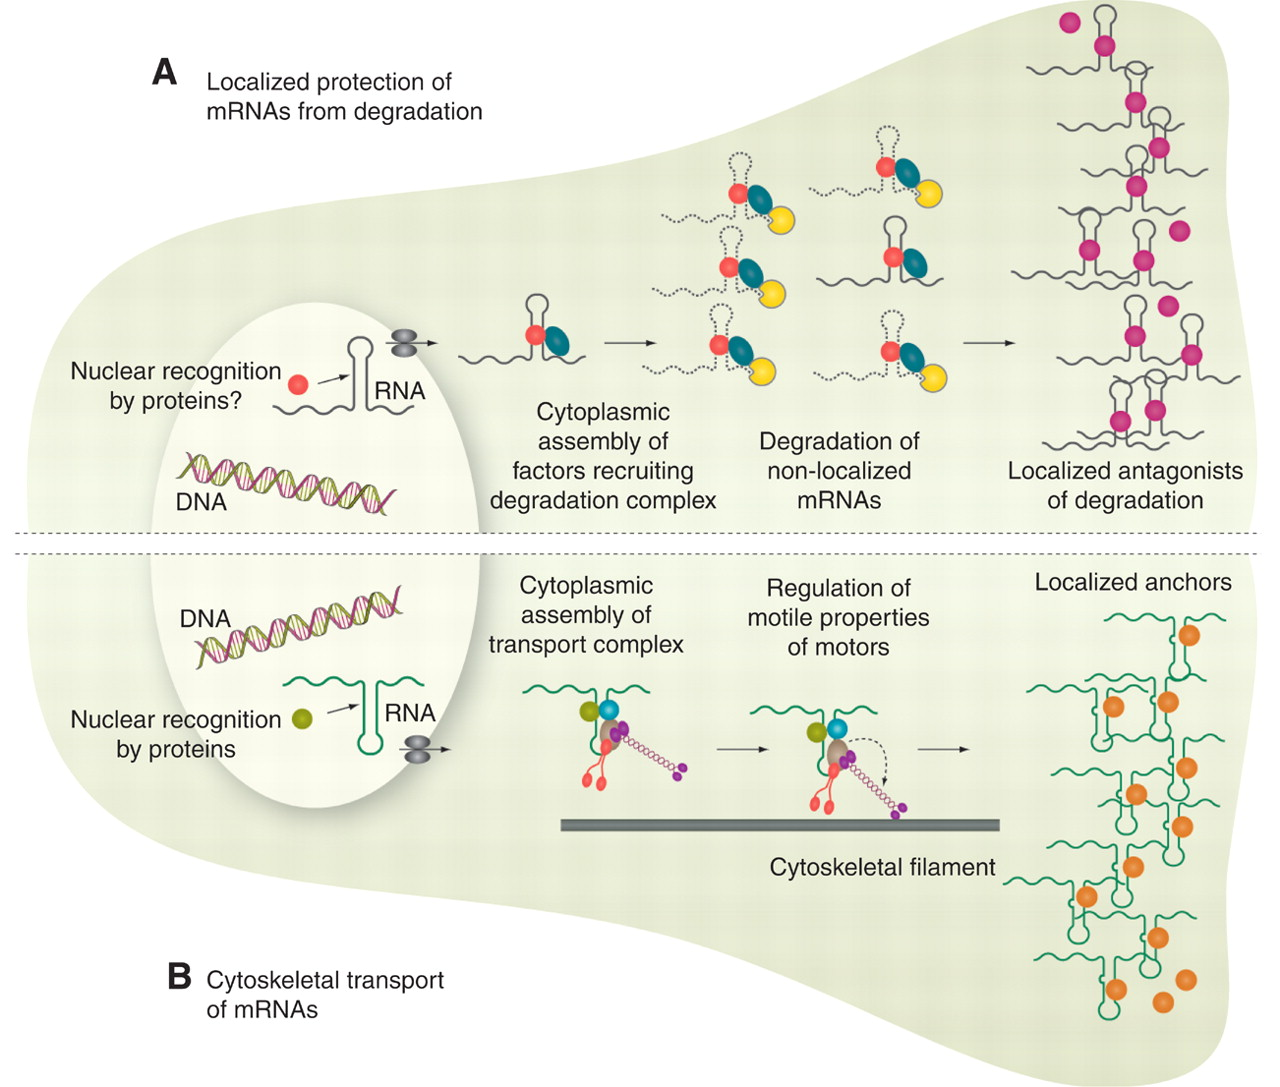 A
Localized protection of
mRNAs from degradation
Nuclear recognition
by proteins?
RNA
DNA
Cytoplasmic
assembly of
factors recruiting
degradation complex
Degradation of
non-localized
mRNAs
Localized antagonists
of degradation
DNA
Nuclear recognition
by proteins
RNA
Cytoplasmic
assembly of
transport complex
Regulation of
motile properties
of motors
Localized anchors
Cytoskeletal filament
B
Cytoskeletal transport
of mRNAs